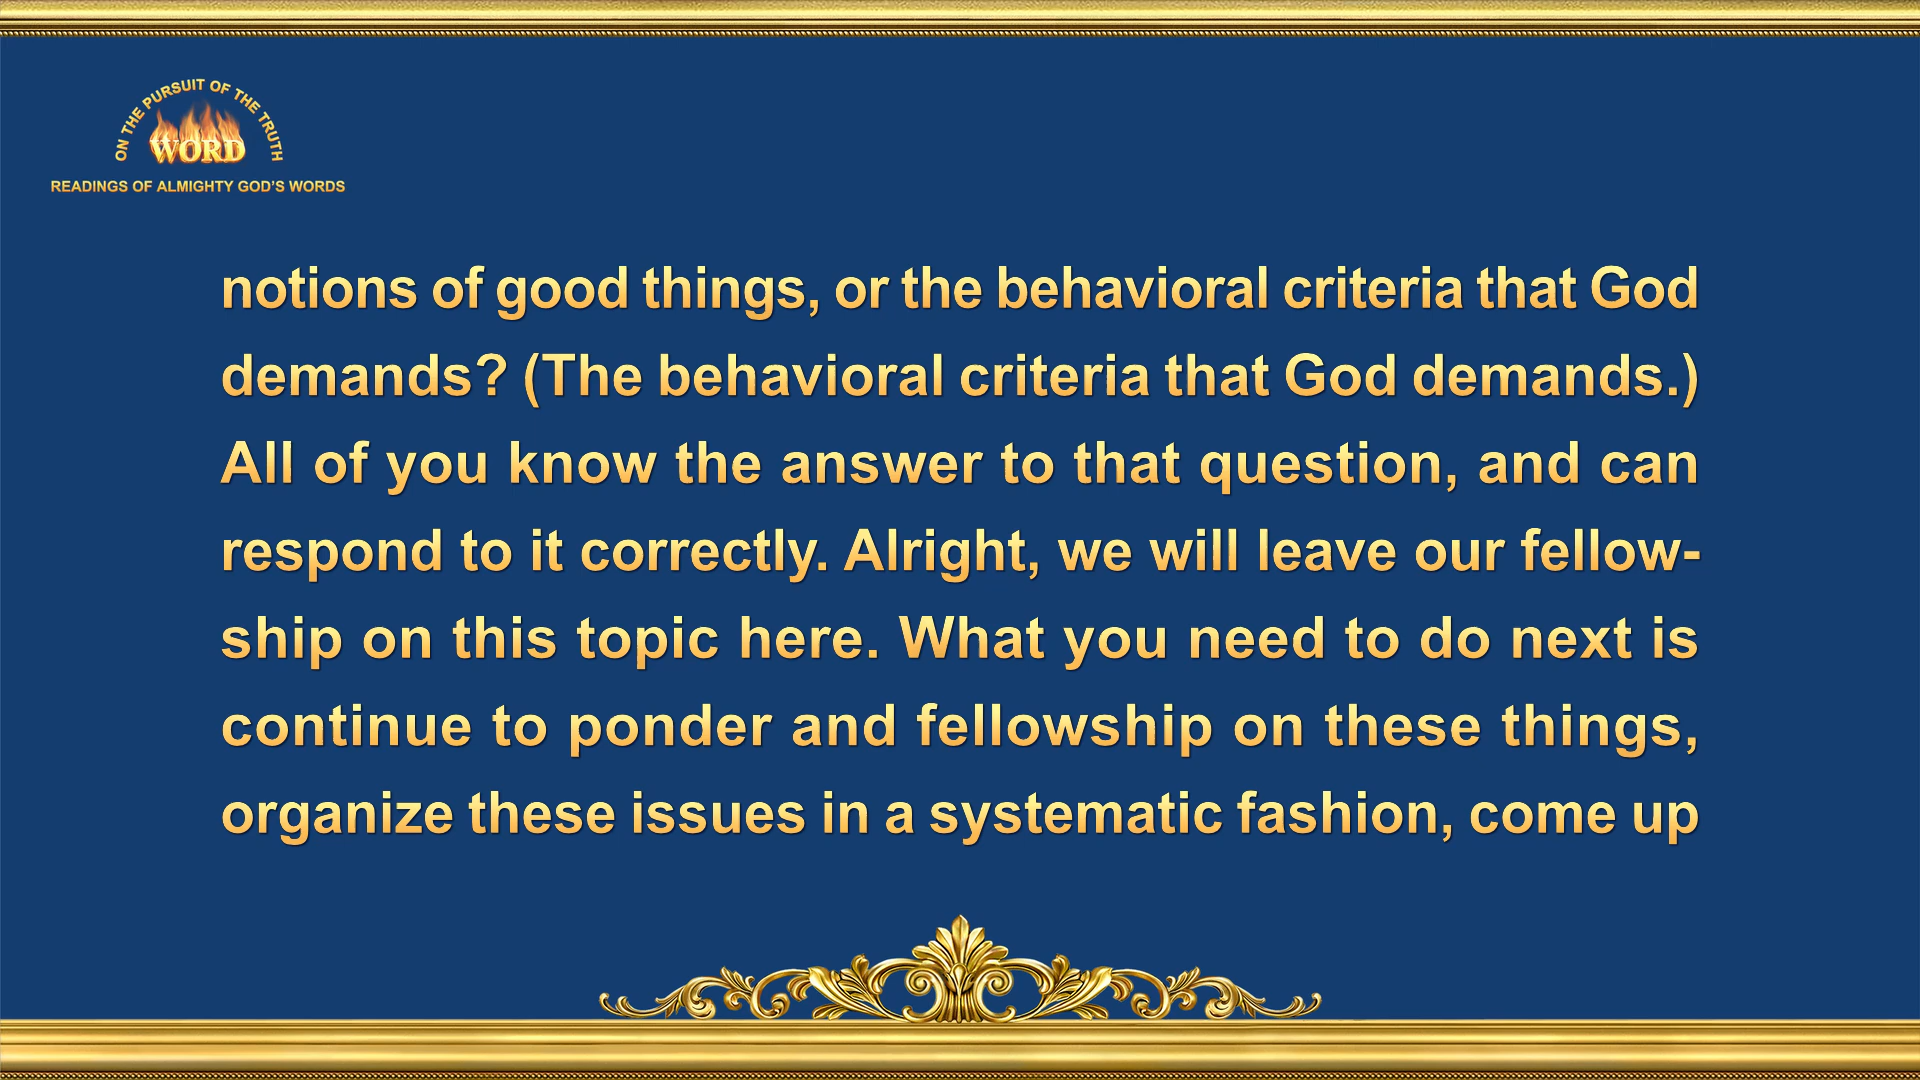 ON THE PURSUIT OF THE TRUTH
WORD
READINGS OF ALMIGHTY GOD'S WORDS
notions of good things, or the behavioral criteria that God
demands? (The behavioral criteria that God demands.)
All of you know the answer to that question, and can
respond to it correctly. Alright, we will leave our fellow-
ship on this topic here. What you need to do next is
continue to ponder and fellowship on these things,
organize these issues in a systematic fashion, come up